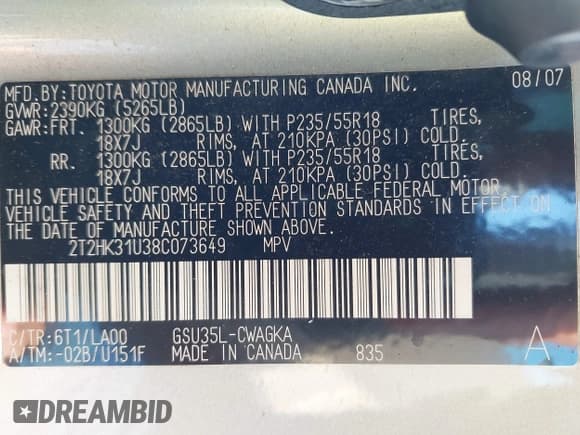 MFD.BY:TOYOTA MOTOR MANUFACTURING CANADA INC. 08/07
GVWR:2390KG (5265LB)
GAWR:FRT. 1300KG (2865LB) WITH P235/55R18 TIRES,
18X7J RIMS, AT 210KPA (30PSI) COLD.
RR. 1300KG (2865LB) WITH P235/55R18 TIRES,
18X7J RIMS, AT 210KPA (30PSI) COLD.
THIS VEHICLE CONFORMS TO ALL APPLICABLE FEDERAL MOTOR
VEHICLE SAFETY AND THEFT PREVENTION STANDARDS IN EFFECT ON
THE DATE OF MANUFACTURE SHOWN ABOVE.
2T2HK31U38C073649 MPV
C/TR:6T1/LA00 GSU35L-CWAGKA
A/TM:-02B/U151F MADE IN CANADA 835 A
DREAMBID